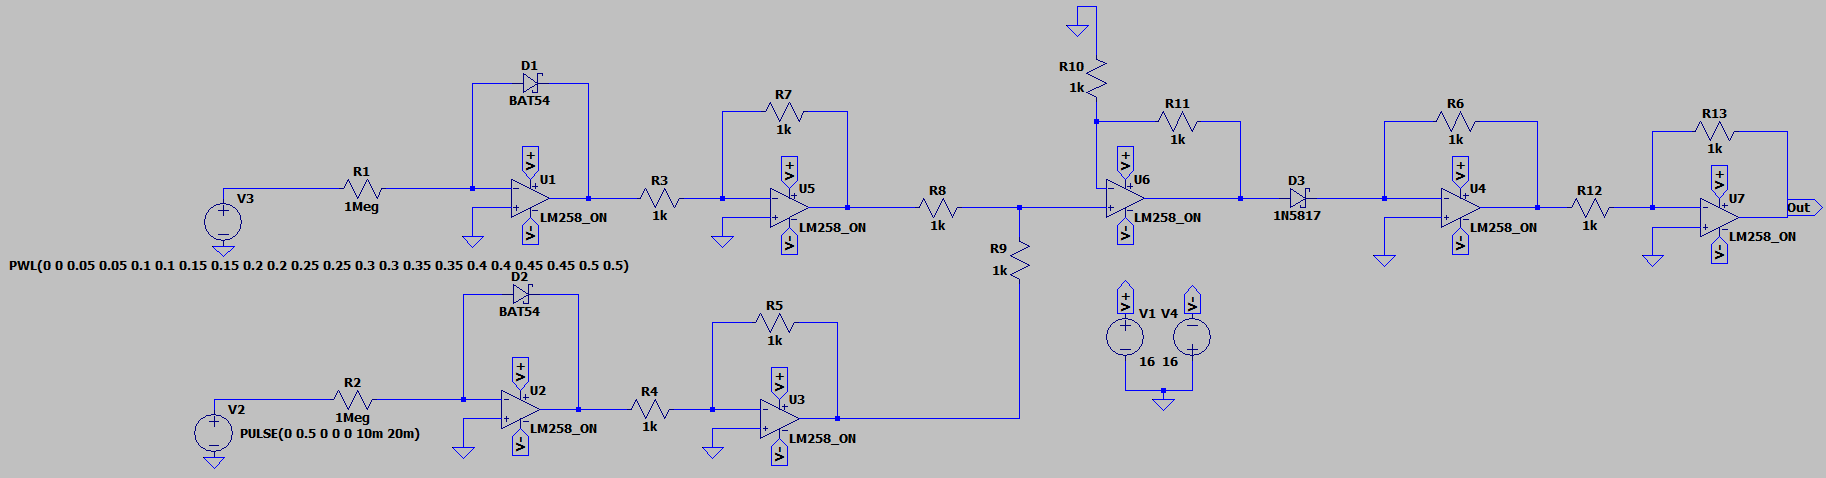 V3
PWL(0 0 0.05 0.05 0.1 0.1 0.15 0.15 0.2 0.2 0.25 0.25 0.3 0.3 0.35 0.35 0.4 0.4 0.45 0.45 0.5 0.5)
R1
1Meg
D1
BAT54
V+
U1
LM258_ON
V-
R3
1k
R7
1k
V+
U5
LM258_ON
V-
R8
1k
R9
1k
R10
1k
R11
1k
V+
U6
LM258_ON
V-
D3
1N5817
R6
1k
V+
U4
LM258_ON
V-
R12
1k
R13
1k
V+
U7
LM258_ON
V-
Out
V2
PULSE(0 0.5 0 0 0 10m 20m)
R2
1Meg
D2
BAT54
V+
U2
LM258_ON
V-
R4
1k
R5
1k
V+
U3
LM258_ON
V-
V+
V1
16
V-
V4
16